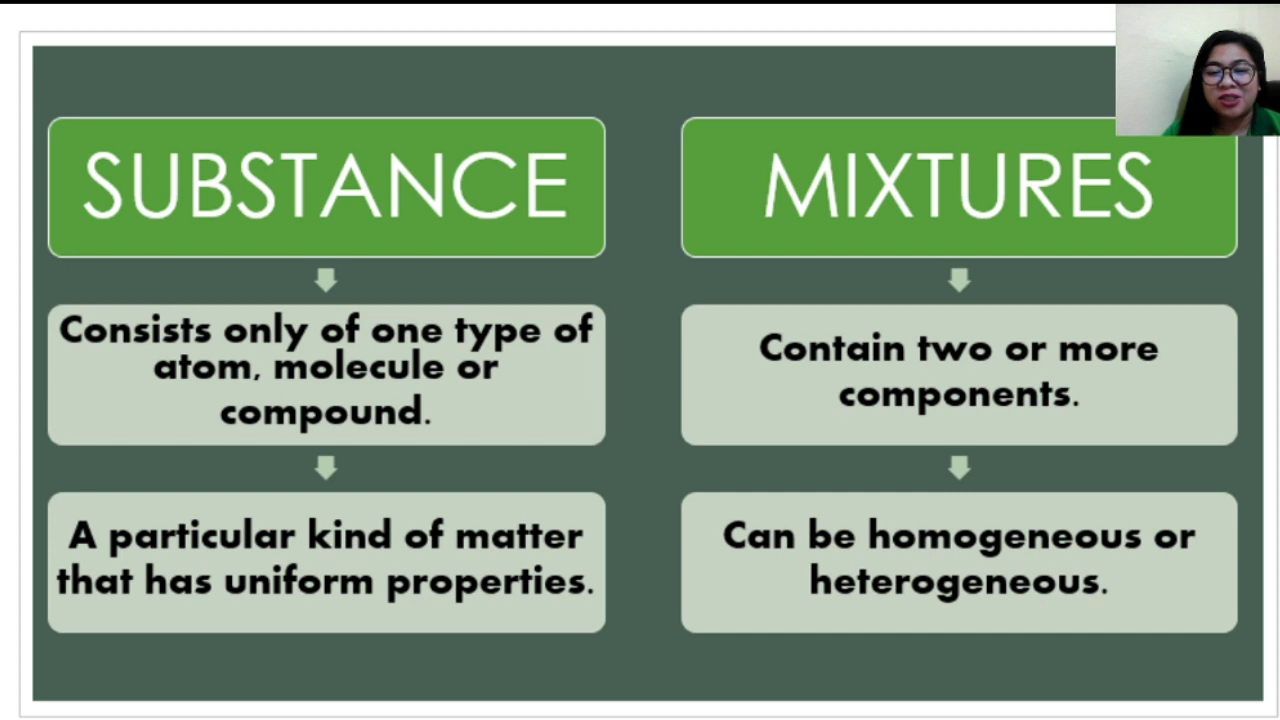 SUBSTANCE
Consists only of one type of
atom, molecule or
compound.
A particular kind of matter
that has uniform properties.
MIXTURES
Contain two or more
components.
Can be homogeneous or
heterogeneous.